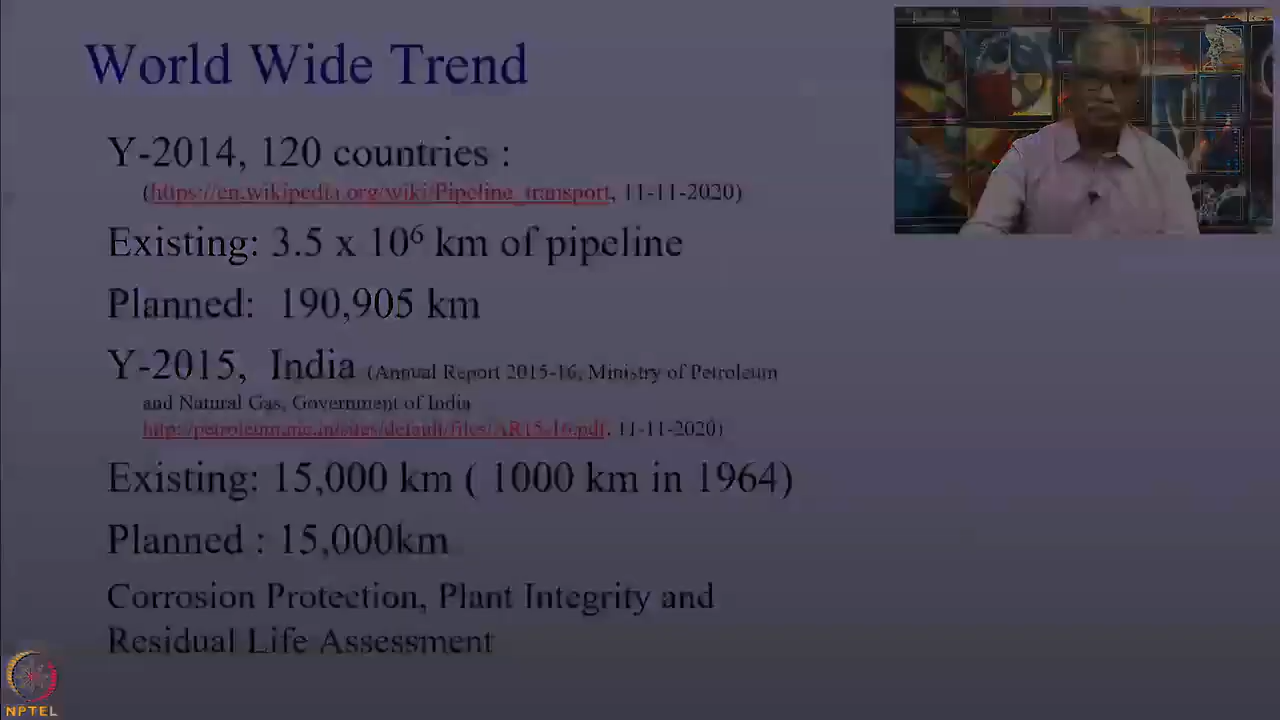 World Wide Trend
Y-2014, 120 countries :
(https://en.wikipedia.org/wiki/Pipeline_transport, 11-11-2020)
Existing: 3.5 x 10⁶ km of pipeline
Planned: 190,905 km
Y-2015, India (Annual Report 2015-16, Ministry of Petroleum
and Natural Gas, Government of India
http://petroleum.nic.in/sites/default/files/AR15-16.pdf, 11-11-2020)
Existing: 15,000 km ( 1000 km in 1964)
Planned : 15,000km
Corrosion Protection, Plant Integrity and
Residual Life Assessment
NPTEL